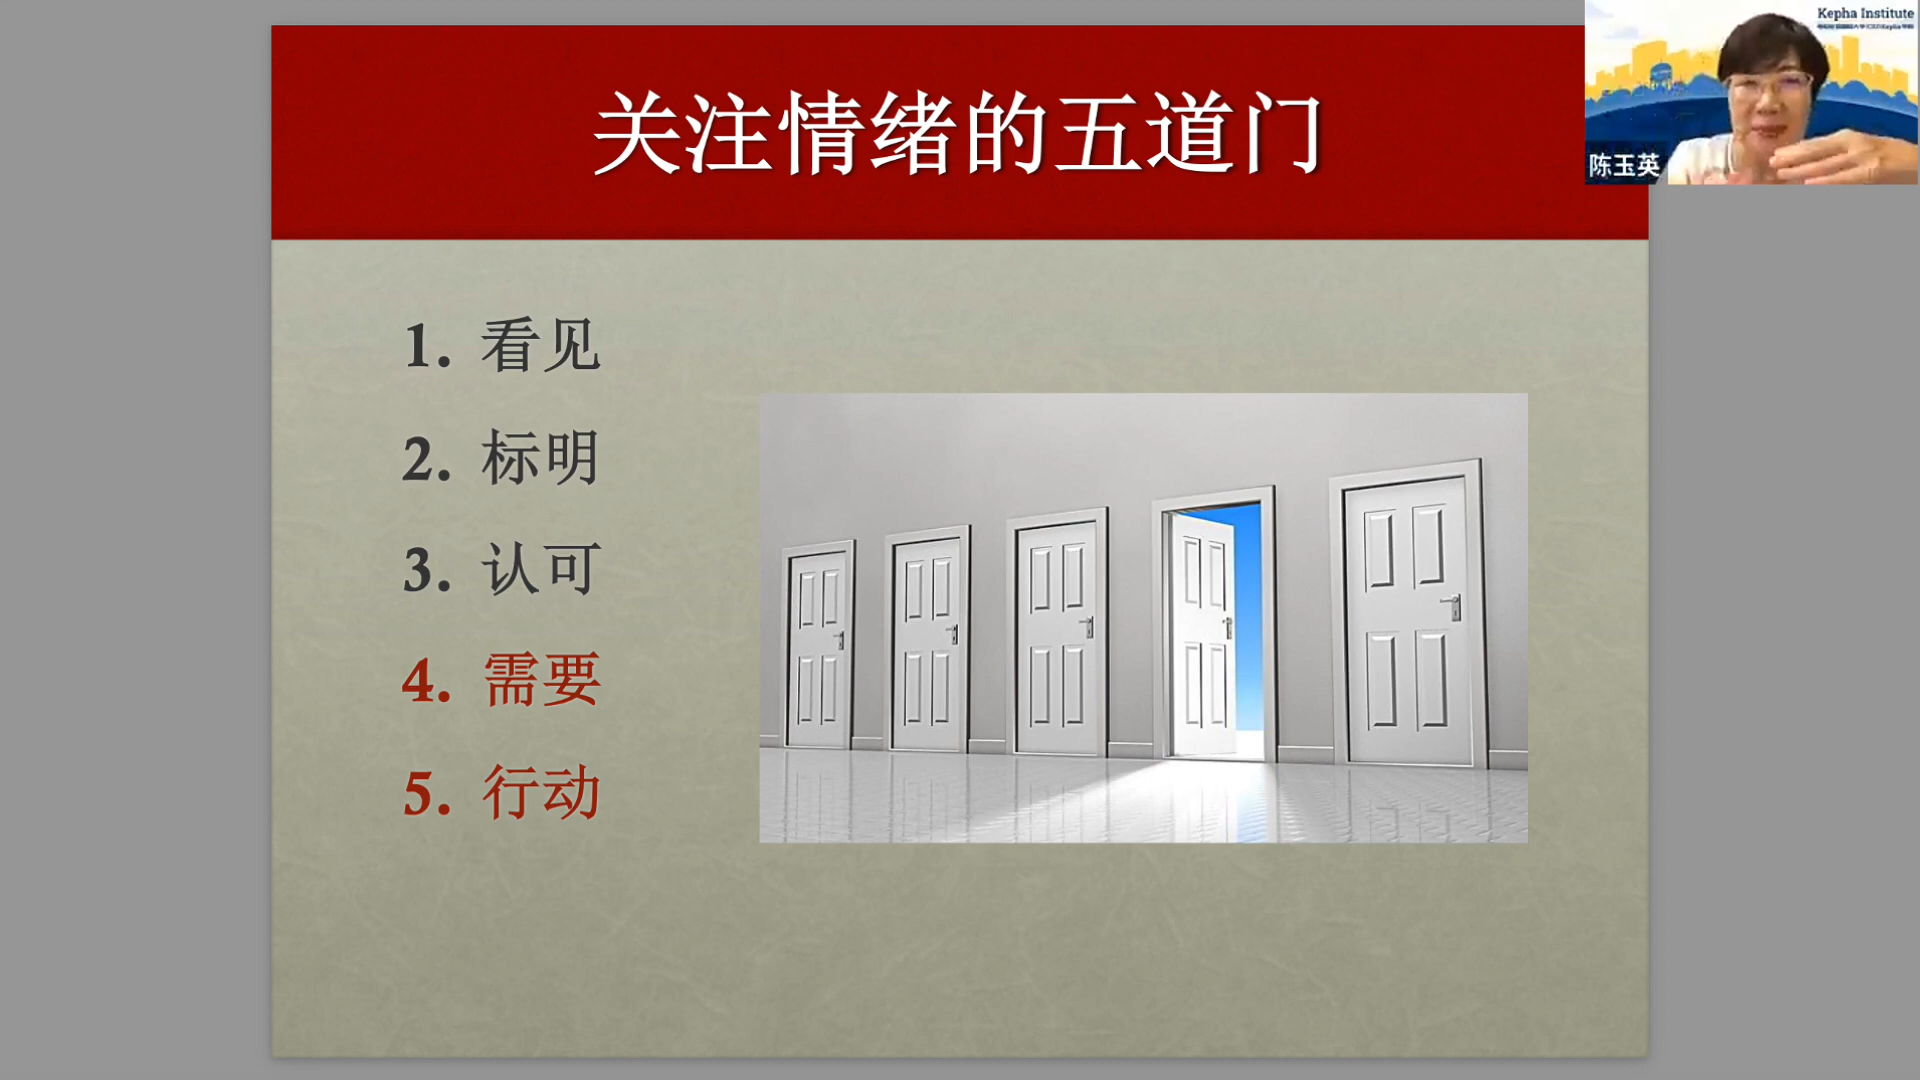 关注情绪的五道门
1. 看见
2. 标明
3. 认可
4. 需要
5. 行动
Kepha Institute
陈玉英